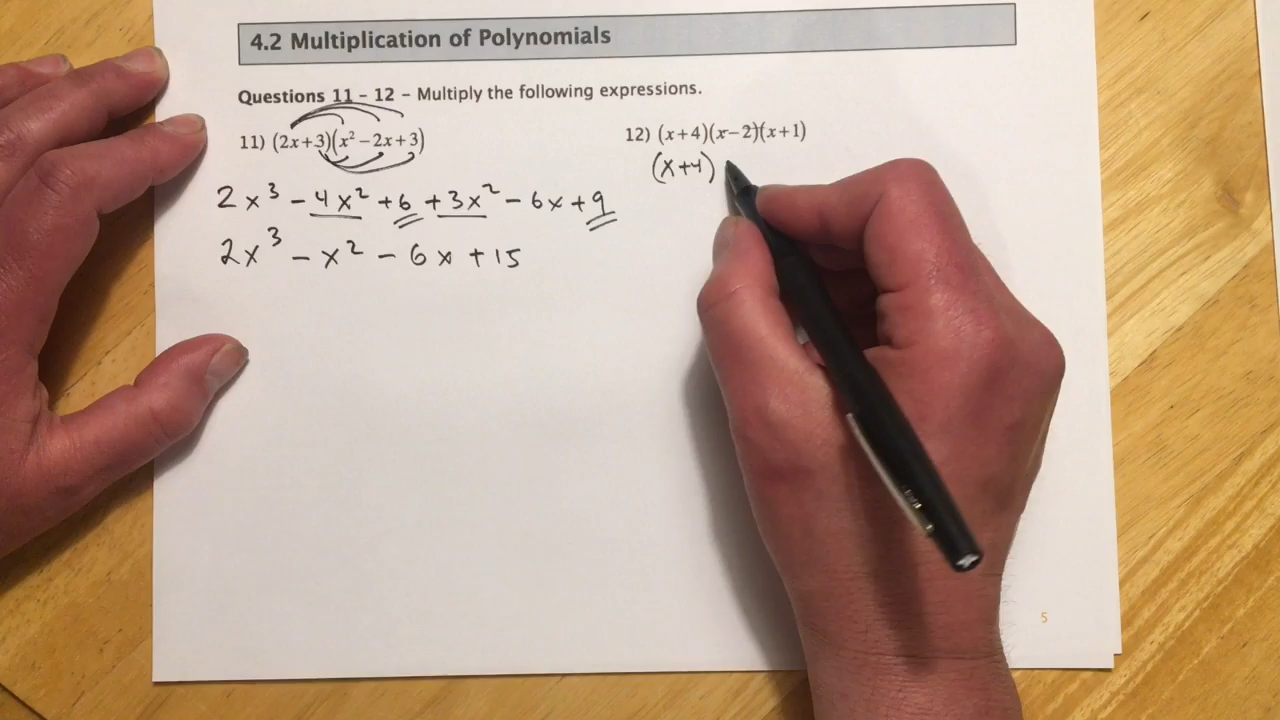 4.2 Multiplication of Polynomials
Questions 11 - 12 - Multiply the following expressions.
11) (2x+3)(x² - 2x+3)
2x³ - 4x² + 6 + 3x² - 6x + 9
2x³ - x² - 6x + 15
12) (x+4)(x-2)(x+1)
(x+4)
5